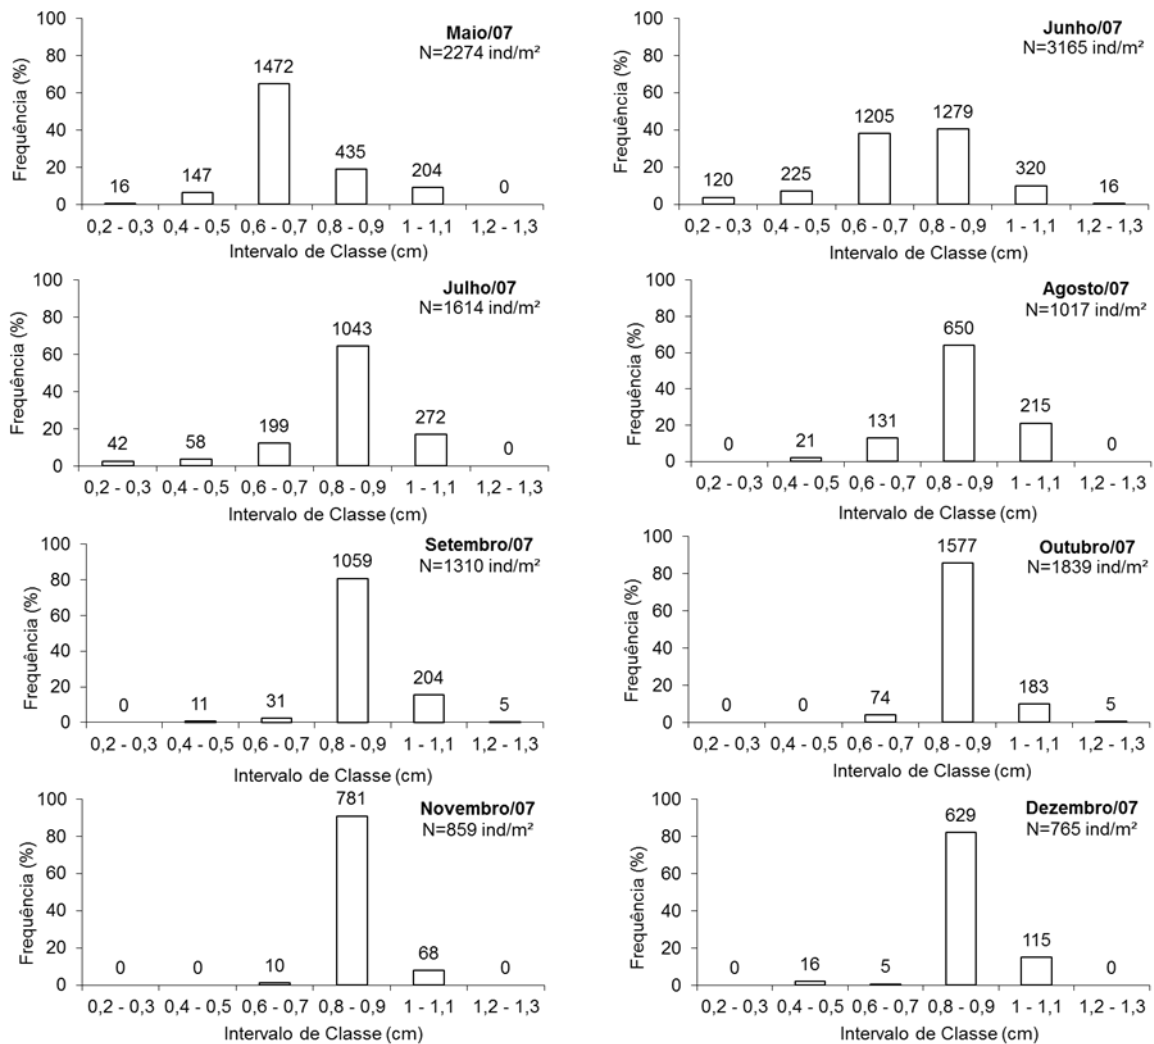 Maio/07
N=2274 ind/m²
Frequência (%)
100
80
60
40
20
0
16
147
1472
435
204
0
0,2 - 0,3 0,4 - 0,5 0,6 - 0,7 0,8 - 0,9 1 - 1,1 1,2 - 1,3
Intervalo de Classe (cm)
Junho/07
N=3165 ind/m²
Frequência (%)
100
80
60
40
20
0
120
225
1205
1279
320
16
0,2 - 0,3 0,4 - 0,5 0,6 - 0,7 0,8 - 0,9 1 - 1,1 1,2 - 1,3
Intervalo de Classe (cm)
Julho/07
N=1614 ind/m²
Frequência (%)
100
80
60
40
20
0
42
58
199
1043
272
0
0,2 - 0,3 0,4 - 0,5 0,6 - 0,7 0,8 - 0,9 1 - 1,1 1,2 - 1,3
Intervalo de Classe (cm)
Agosto/07
N=1017 ind/m²
Frequência (%)
100
80
60
40
20
0
0
21
131
650
215
0
0,2 - 0,3 0,4 - 0,5 0,6 - 0,7 0,8 - 0,9 1 - 1,1 1,2 - 1,3
Intervalo de Classe (cm)
Setembro/07
N=1310 ind/m²
Frequência (%)
100
80
60
40
20
0
0
11
31
1059
204
5
0,2 - 0,3 0,4 - 0,5 0,6 - 0,7 0,8 - 0,9 1 - 1,1 1,2 - 1,3
Intervalo de Classe (cm)
Outubro/07
N=1839 ind/m²
Frequência (%)
100
80
60
40
20
0
0
0
74
1577
183
5
0,2 - 0,3 0,4 - 0,5 0,6 - 0,7 0,8 - 0,9 1 - 1,1 1,2 - 1,3
Intervalo de Classe (cm)
Novembro/07
N=859 ind/m²
Frequência (%)
100
80
60
40
20
0
0
0
10
781
68
0
0,2 - 0,3 0,4 - 0,5 0,6 - 0,7 0,8 - 0,9 1 - 1,1 1,2 - 1,3
Intervalo de Classe (cm)
Dezembro/07
N=765 ind/m²
Frequência (%)
100
80
60
40
20
0
0
16
5
629
115
0
0,2 - 0,3 0,4 - 0,5 0,6 - 0,7 0,8 - 0,9 1 - 1,1 1,2 - 1,3
Intervalo de Classe (cm)